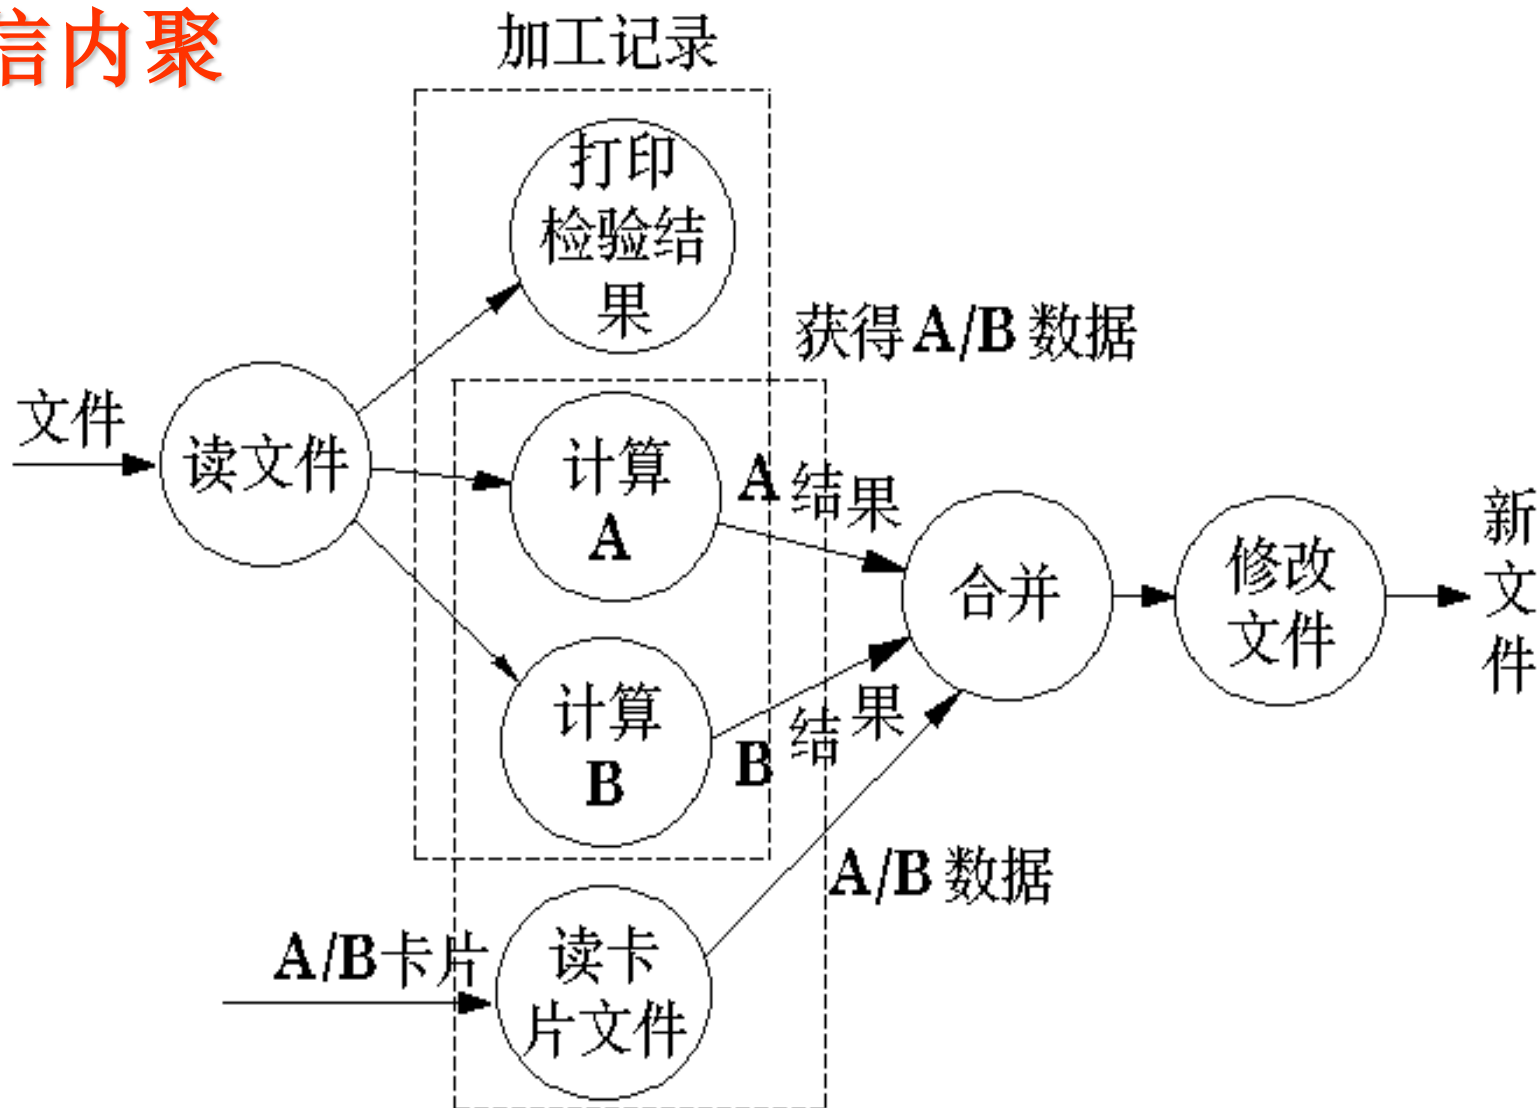 信内聚
加工记录
打印
检验结
果
获得A/B数据
文件
读文件
计算
A
A结果
合并
修改
文件
新
文
件
计算
B
B结果
A/B数据
A/B卡片
读卡
片文件